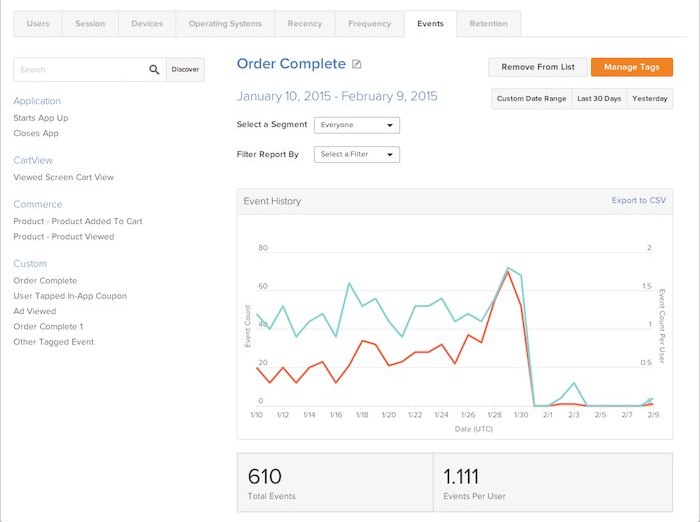 Users Session Devices Operating Systems Recency Frequency Events Retention
Search Discover
Application
Starts App Up
Closes App
CartView
Viewed Screen Cart View
Commerce
Product - Product Added To Cart
Product - Product Viewed
Custom
Order Complete
User Tapped In-App Coupon
Ad Viewed
Order Complete 1
Other Tagged Event
Order Complete
Remove From List Manage Tags
January 10, 2015 - February 9, 2015
Custom Date Range Last 30 Days Yesterday
Select a Segment Everyone
Filter Report By Select a Filter
Event History Export to CSV
80 2
60 1.5
40 1
20 0.5
0 0
Event Count
Event Count Per User
1/10 1/12 1/14 1/16 1/18 1/20 1/22 1/24 1/26 1/28 1/30 2/1 2/3 2/5 2/7 2/9
Date (UTC)
610 1.111
Total Events Events Per User